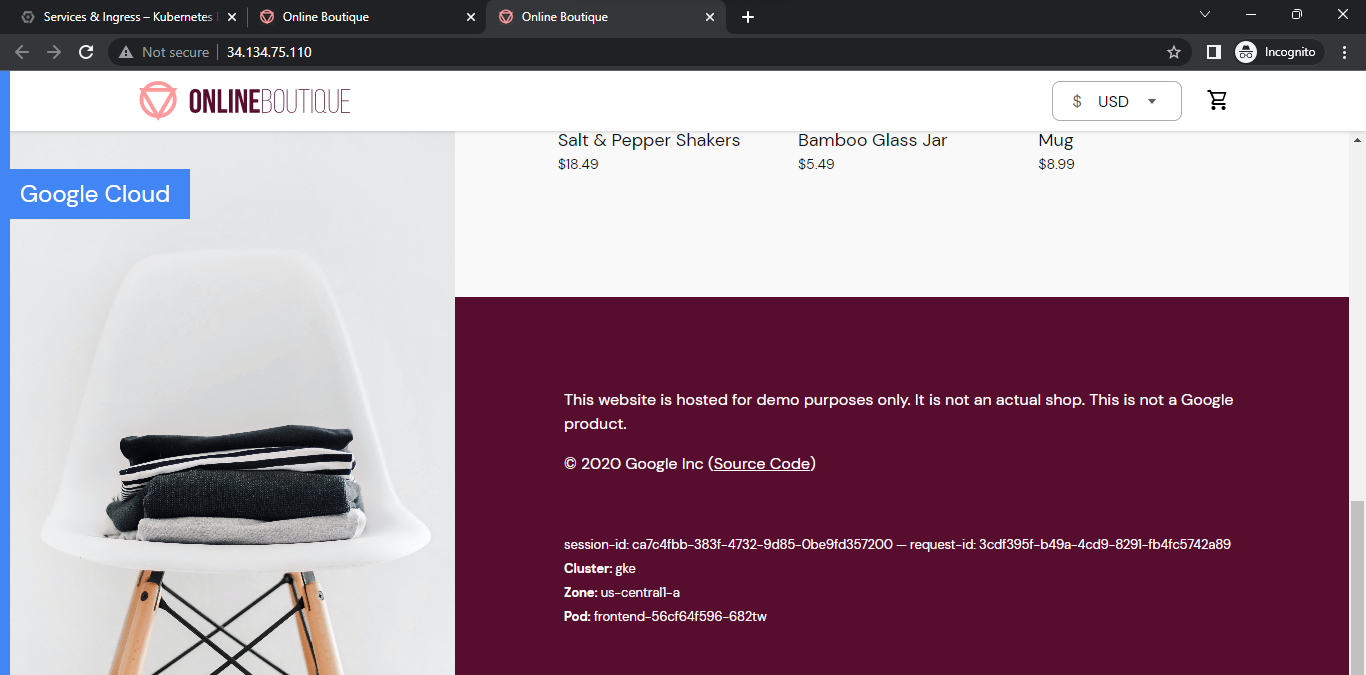 Services & Ingress – Kubernetes
Online Boutique
Online Boutique
Not secure
34.134.75.110
Incognito
ONLINEBOUTIQUE
$ USD
Salt & Pepper Shakers
$18.49
Bamboo Glass Jar
$5.49
Mug
$8.99
Google Cloud
This website is hosted for demo purposes only. It is not an actual shop. This is not a Google
product.
© 2020 Google Inc (Source Code)
session-id: ca7c4fbb-383f-4732-9d85-0be9fd357200 — request-id: 3cdf395f-b49a-4cd9-8291-fb4fc5742a89
Cluster: gke
Zone: us-central1-a
Pod: frontend-56cf64f596-682tw